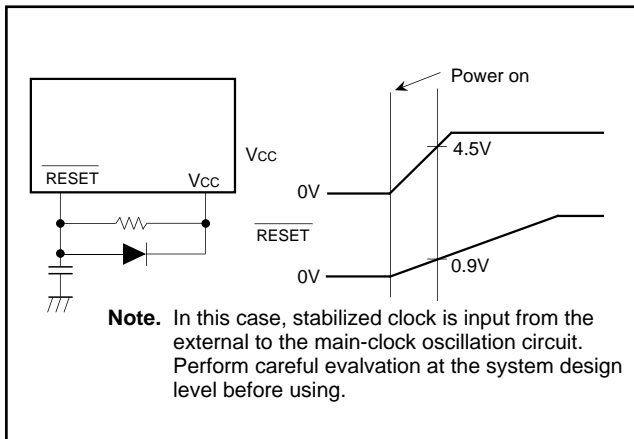 Power on
VCC
4.5V
RESET
VCC
0V
RESET
0.9V
0V
Note. In this case, stabilized clock is input from the
external to the main-clock oscillation circuit.
Perform careful evalvation at the system design
level before using.